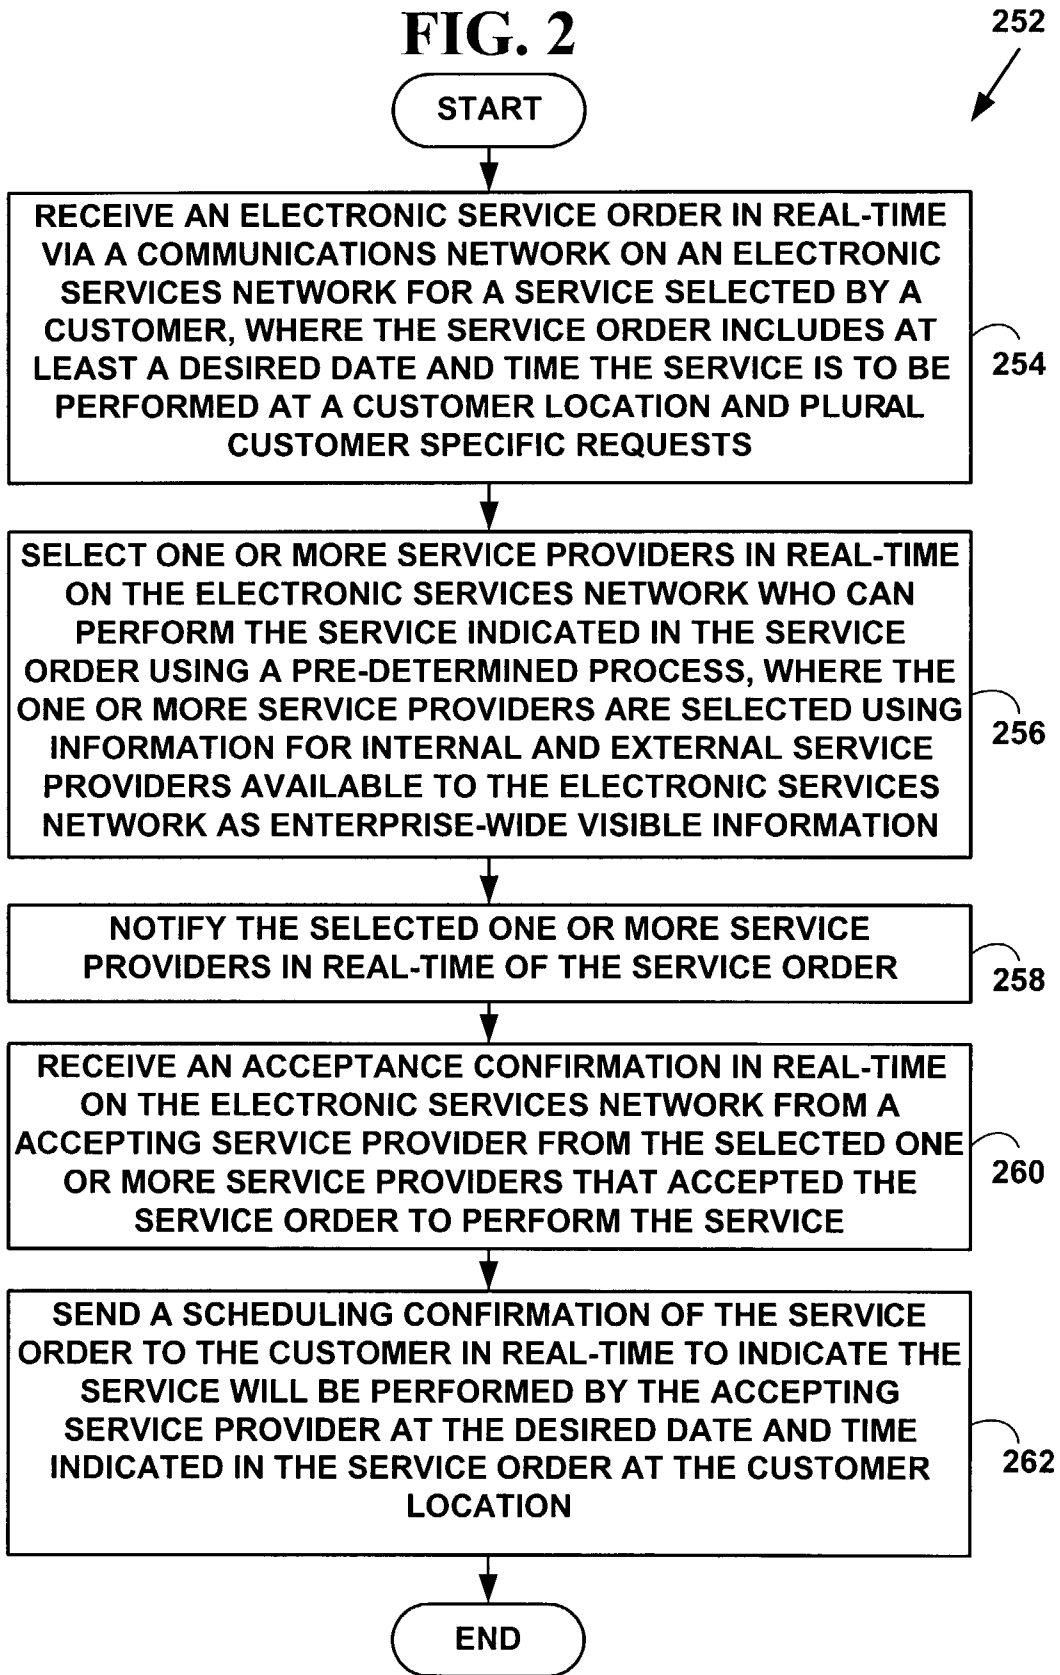 FIG. 2
252
START
RECEIVE AN ELECTRONIC SERVICE ORDER IN REAL-TIME
VIA A COMMUNICATIONS NETWORK ON AN ELECTRONIC
SERVICES NETWORK FOR A SERVICE SELECTED BY A
CUSTOMER, WHERE THE SERVICE ORDER INCLUDES AT
LEAST A DESIRED DATE AND TIME THE SERVICE IS TO BE
PERFORMED AT A CUSTOMER LOCATION AND PLURAL
CUSTOMER SPECIFIC REQUESTS
254
SELECT ONE OR MORE SERVICE PROVIDERS IN REAL-TIME
ON THE ELECTRONIC SERVICES NETWORK WHO CAN
PERFORM THE SERVICE INDICATED IN THE SERVICE
ORDER USING A PRE-DETERMINED PROCESS, WHERE THE
ONE OR MORE SERVICE PROVIDERS ARE SELECTED USING
INFORMATION FOR INTERNAL AND EXTERNAL SERVICE
PROVIDERS AVAILABLE TO THE ELECTRONIC SERVICES
NETWORK AS ENTERPRISE-WIDE VISIBLE INFORMATION
256
NOTIFY THE SELECTED ONE OR MORE SERVICE
PROVIDERS IN REAL-TIME OF THE SERVICE ORDER
258
RECEIVE AN ACCEPTANCE CONFIRMATION IN REAL-TIME
ON THE ELECTRONIC SERVICES NETWORK FROM A
ACCEPTING SERVICE PROVIDER FROM THE SELECTED ONE
OR MORE SERVICE PROVIDERS THAT ACCEPTED THE
SERVICE ORDER TO PERFORM THE SERVICE
260
SEND A SCHEDULING CONFIRMATION OF THE SERVICE
ORDER TO THE CUSTOMER IN REAL-TIME TO INDICATE THE
SERVICE WILL BE PERFORMED BY THE ACCEPTING
SERVICE PROVIDER AT THE DESIRED DATE AND TIME
INDICATED IN THE SERVICE ORDER AT THE CUSTOMER
LOCATION
262
END